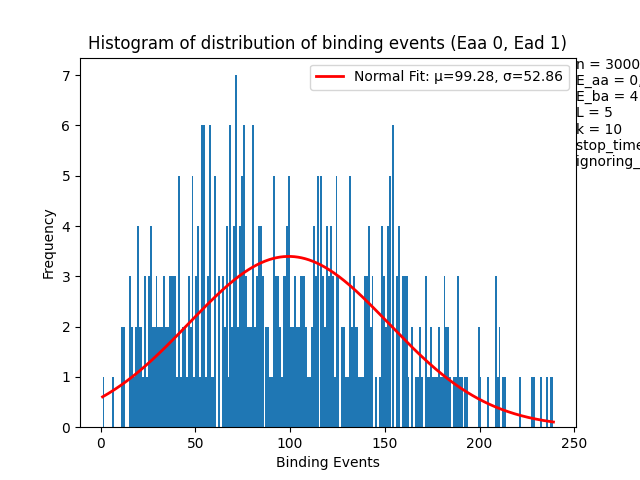 Histogram of distribution of binding events (Eaa 0, Ead 1)
Normal Fit: μ=99.28, σ=52.86
n = 3000
E_aa = 0,
E_ba = 4
L = 5
k = 10
stop_time
ignoring_
Frequency
7
6
5
4
3
2
1
0
0 50 100 150 200 250
Binding Events